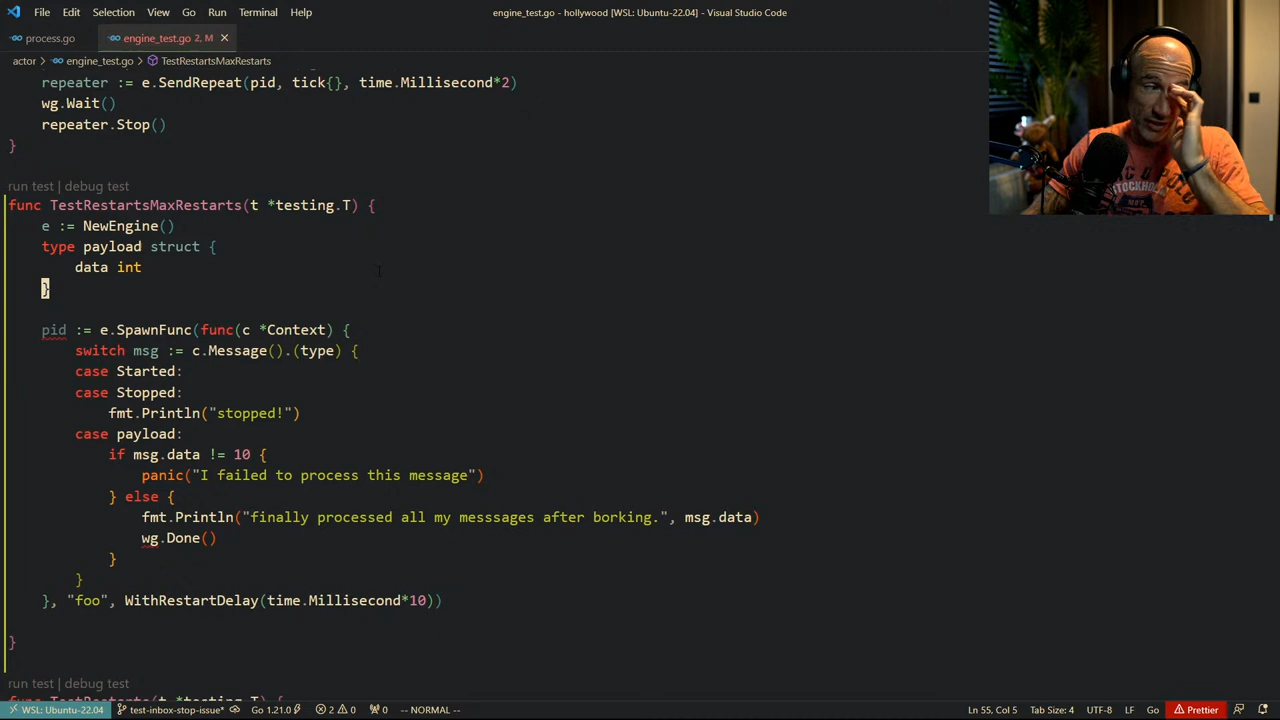 File Edit Selection View Go Run Terminal Help engine_test.go - hollywood [WSL: Ubuntu-22.04] - Visual Studio Code
process.go engine_test.go 2, M
actor > engine_test.go > TestRestartsMaxRestarts
repeater := e.SendRepeat(pid, tick{}, time.Millisecond*2)
wg.Wait()
repeater.Stop()
}
run test | debug test
func TestRestartsMaxRestarts(t *testing.T) {
e := NewEngine()
type payload struct {
data int
}
pid := e.SpawnFunc(func(c *Context) {
switch msg := c.Message().(type) {
case Started:
case Stopped:
fmt.Println("stopped!")
case payload:
if msg.data != 10 {
panic("I failed to process this message")
} else {
fmt.Println("finally processed all my messsages after borking.", msg.data)
wg.Done()
}
}
}, "foo", WithRestartDelay(time.Millisecond*10))
}
run test | debug test
func TestRestarts(t *testing.T) {
STOCKHOLM
WSL: Ubuntu-22.04 test-inbox-stop-issue* Go 1.21.0 2 0 0 -- NORMAL -- Ln 55, Col 5 Tab Size: 4 UTF-8 LF Go Prettier